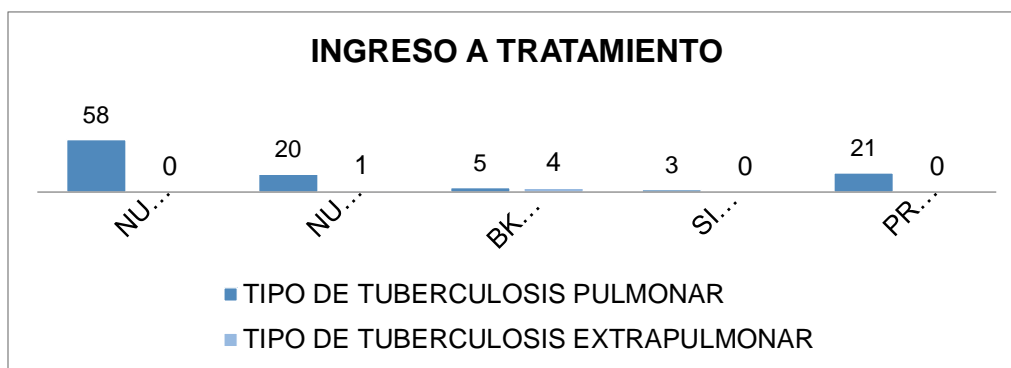 INGRESO A TRATAMIENTO
58 0 20 1 5 4 3 0 21 0
NU… NU… BK… SI… PR…
TIPO DE TUBERCULOSIS PULMONAR
TIPO DE TUBERCULOSIS EXTRAPULMONAR